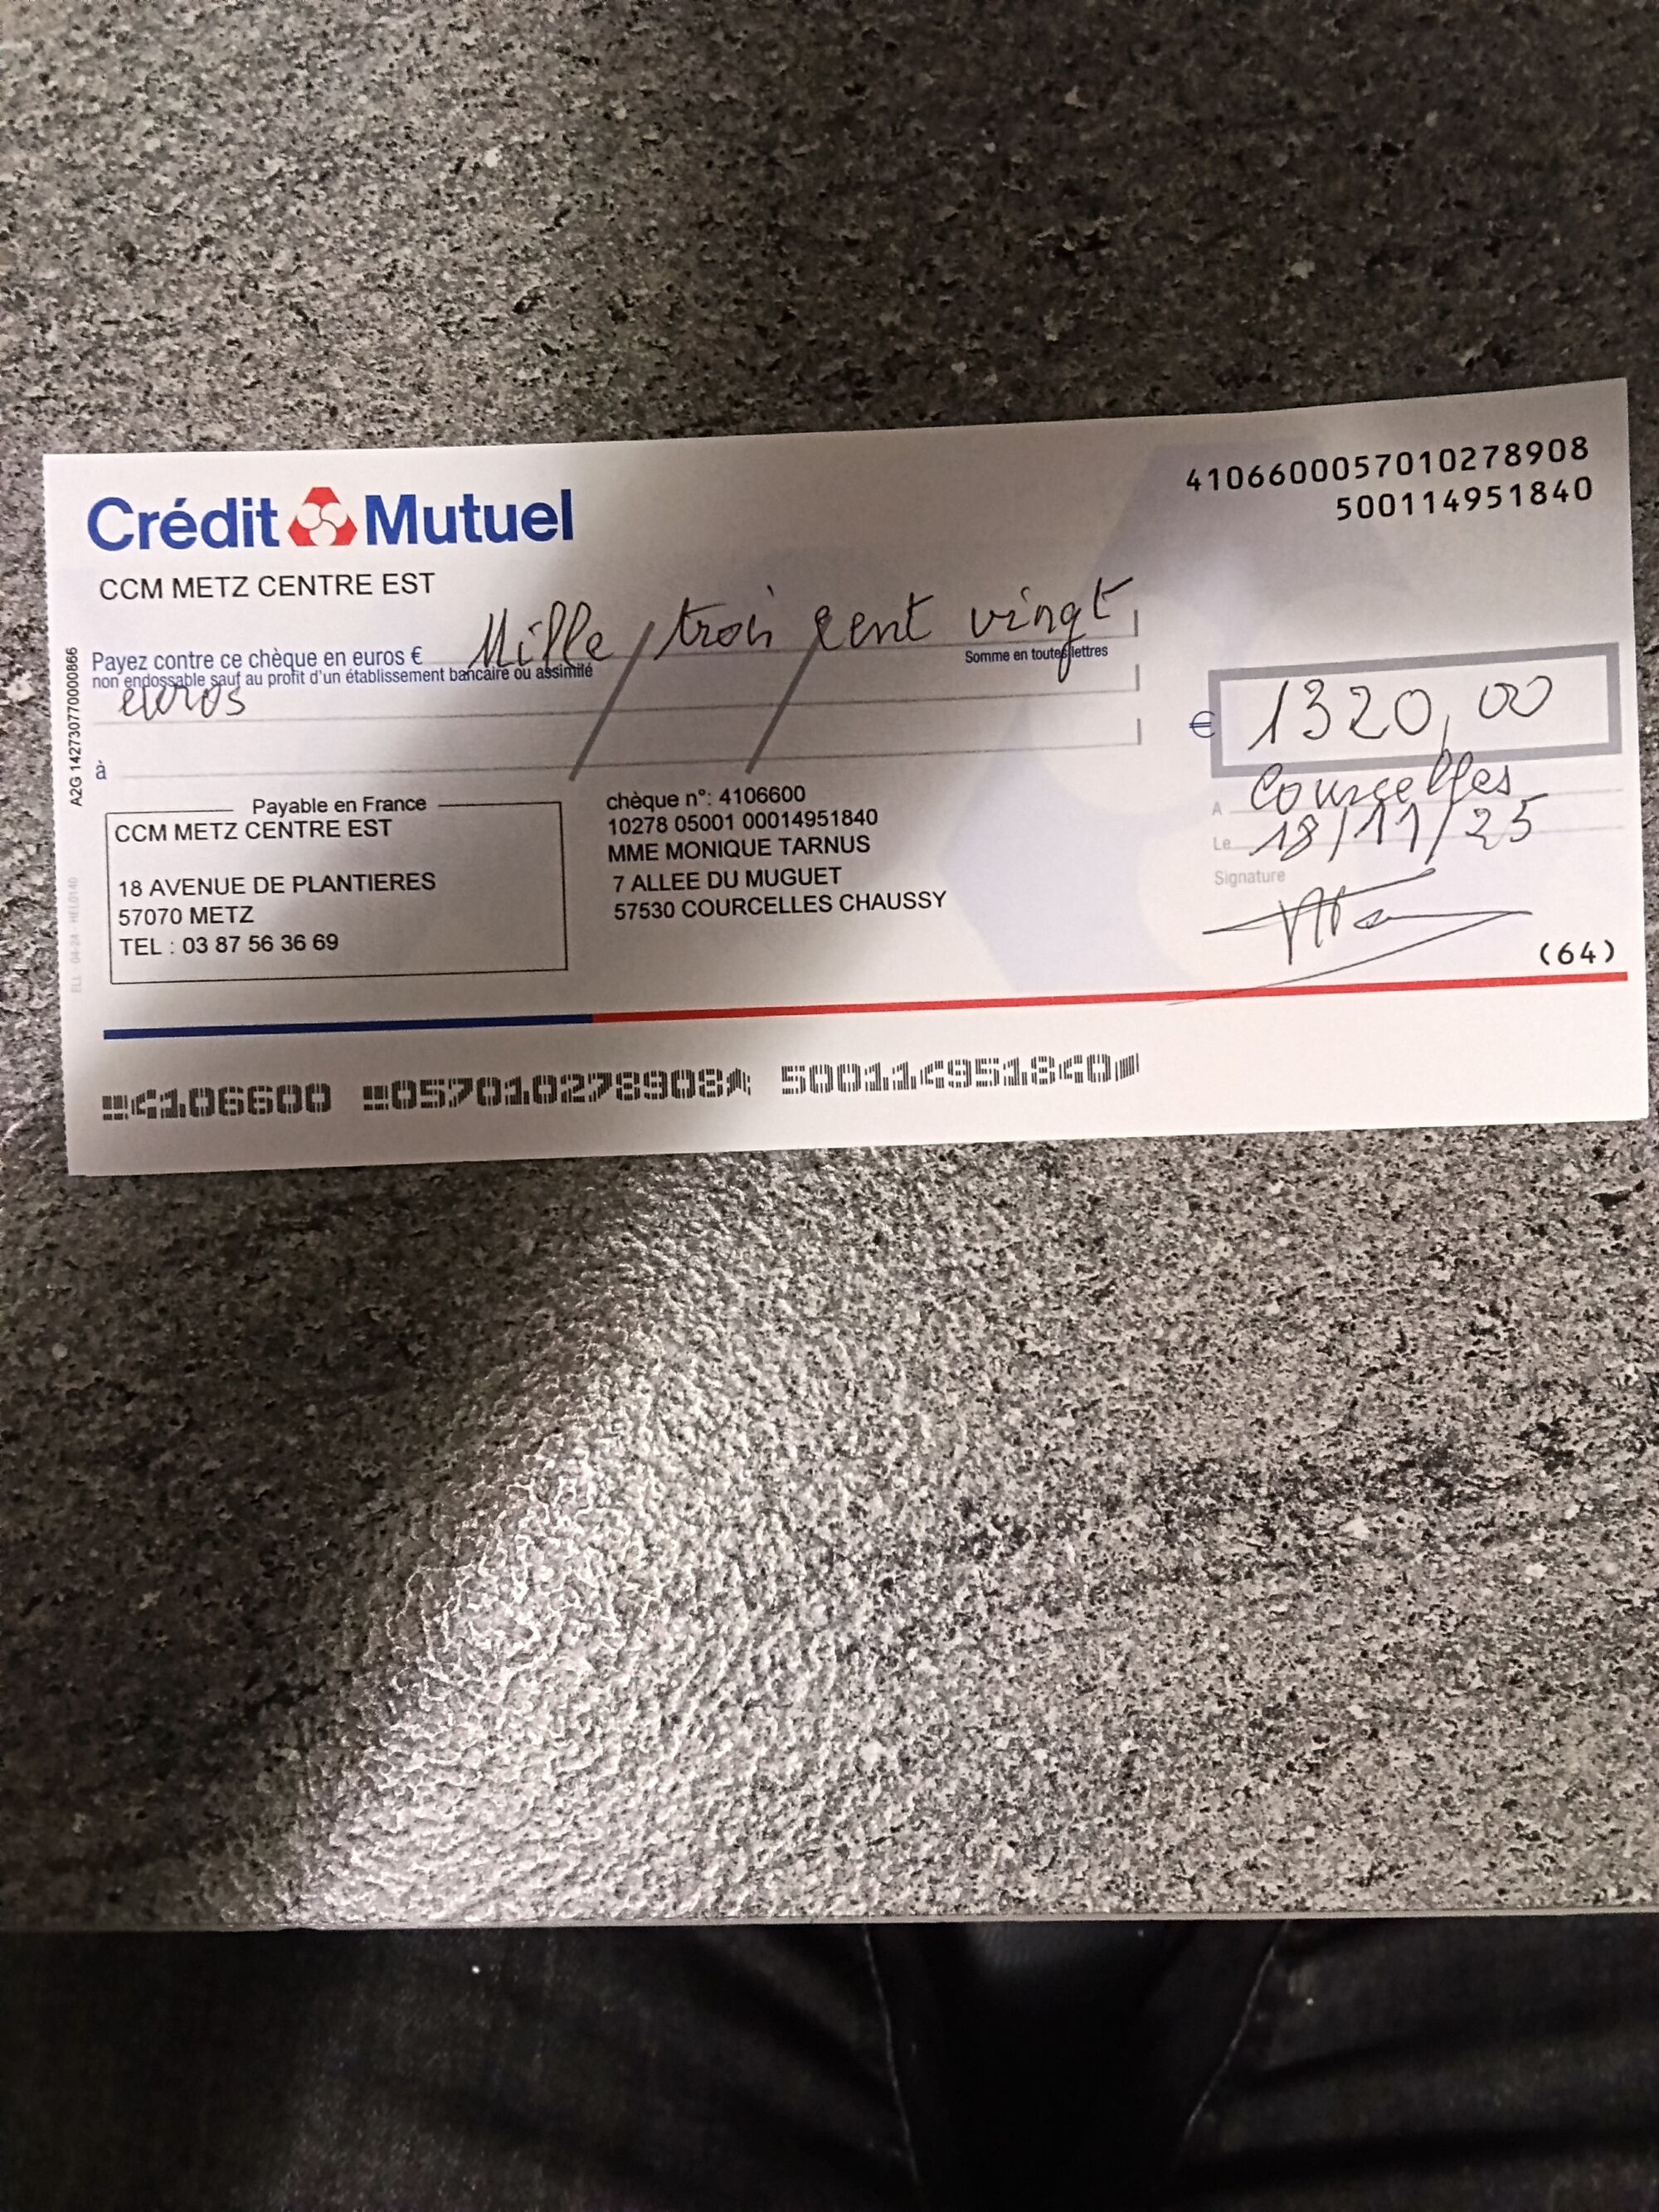 4106600057010278908
500114951840
Crédit Mutuel
CCM METZ CENTRE EST
Payez contre ce chèque en euros € Mille trois cent vingt
non endossable sauf au profit d'un établissement bancaire ou assimilé
Somme en toutes lettres
euros
€ 1320,00
à
A Courcelles
Le 18/11/25
Signature
Payable en France
CCM METZ CENTRE EST
18 AVENUE DE PLANTIERES
57070 METZ
TEL : 03 87 56 36 69
chèque n°: 4106600
10278 05001 00014951840
MME MONIQUE TARNUS
7 ALLEE DU MUGUET
57530 COURCELLES CHAUSSY
(64)
4106600 057010278908 500114951840
A2G 1427307700000866